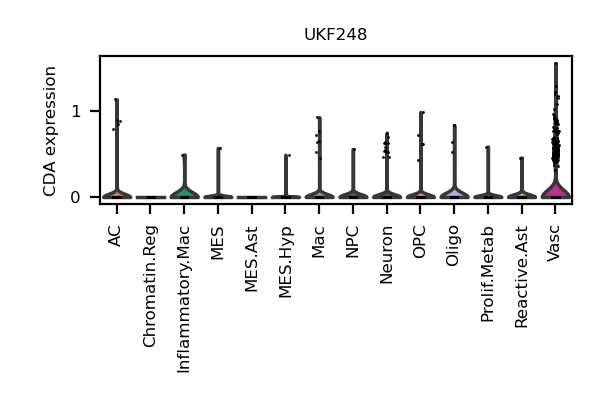 UKF248
CDA expression
1
0
AC
Chromatin.Reg
Inflammatory.Mac
MES
MES.Ast
MES.Hyp
Mac
NPC
Neuron
OPC
Oligo
Prolif.Metab
Reactive.Ast
Vasc